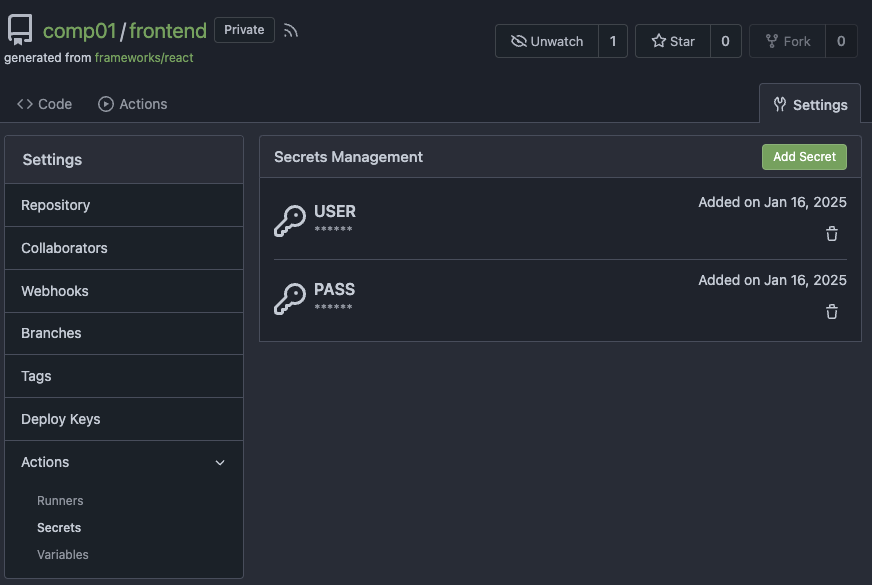 comp01/frontend Private
generated from frameworks/react
Unwatch 1 Star 0 Fork 0
Code Actions Settings
Settings
Repository
Collaborators
Webhooks
Branches
Tags
Deploy Keys
Actions
Runners
Secrets
Variables
Secrets Management Add Secret
USER Added on Jan 16, 2025
******
PASS Added on Jan 16, 2025
******